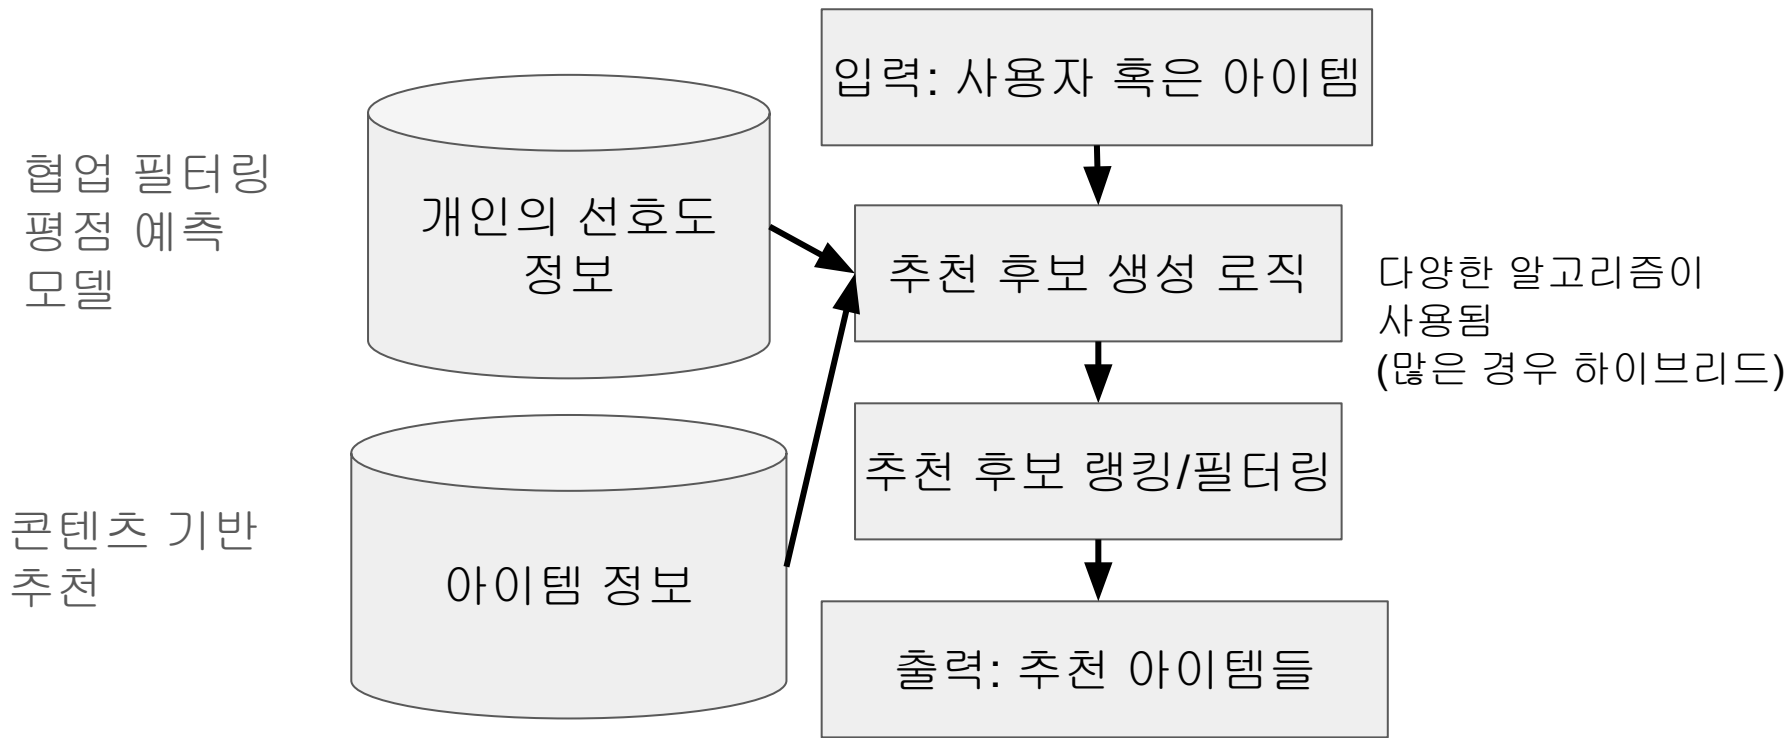 협업 필터링
평점 예측
모델
콘텐츠 기반
추천
개인의 선호도
정보
아이템 정보
입력: 사용자 혹은 아이템
추천 후보 생성 로직
추천 후보 랭킹/필터링
출력: 추천 아이템들
다양한 알고리즘이
사용됨
(많은 경우 하이브리드)